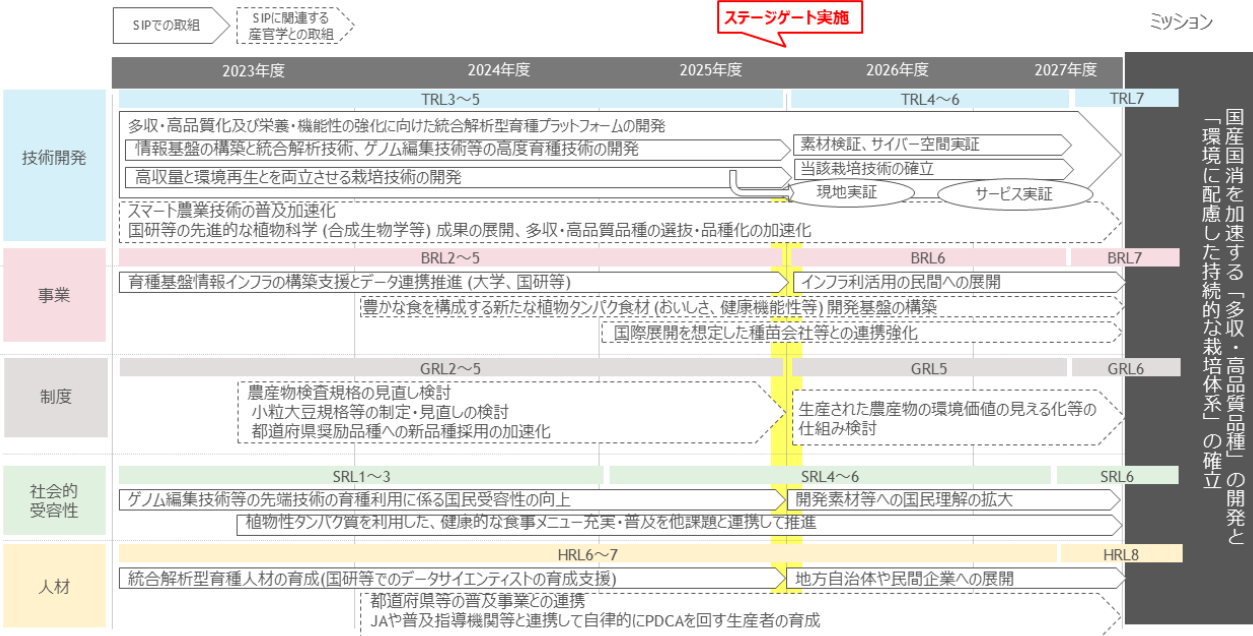 SIPでの取組
SIPに関連する
産官学との取組
ステージゲート実施
ミッション
2023年度
2024年度
2025年度
2026年度
2027年度
技術開発
TRL3～5
TRL4～6
TRL7
多収・高品質化及び栄養・機能性の強化に向けた統合解析型育種プラットフォームの開発
情報基盤の構築と統合解析技術、ゲノム編集技術等の高度育種技術の開発
素材検証、サイバー空間実証
高収量と環境再生とを両立させる栽培技術の開発
当該栽培技術の確立
現地実証
サービス実証
スマート農業技術の普及加速化
国研等の先進的な植物科学 (合成生物学等) 成果の展開、多収・高品質品種の選抜・品種化の加速化
事業
BRL2～5
BRL6
BRL7
育種基盤情報インフラの構築支援とデータ連携推進 (大学、国研等)
インフラ利活用の民間への展開
豊かな食を構成する新たな植物タンパク食材 (おいしさ、健康機能性等) 開発基盤の構築
国際展開を想定した種苗会社等との連携強化
制度
GRL2～5
GRL5
GRL6
農産物検査規格の見直し検討
小粒大豆規格等の制定・見直しの検討
都道府県奨励品種への新品種採用の加速化
生産された農産物の環境価値の見える化等の
仕組み検討
社会的
受容性
SRL1～3
SRL4～6
SRL6
ゲノム編集技術等の先端技術の育種利用に係る国民受容性の向上
開発素材等への国民理解の拡大
植物性タンパク質を利用した、健康的な食事メニュー充実・普及を他課題と連携して推進
人材
HRL6～7
HRL8
統合解析型育種人材の育成(国研等でのデータサイエンティストの育成支援)
地方自治体や民間企業への展開
都道府県等の普及事業との連携
JAや普及指導機関等と連携して自律的にPDCAを回す生産者の育成
国産国消を加速する「多収・高品質品種」の開発と
「環境に配慮した持続的な栽培体系」の確立